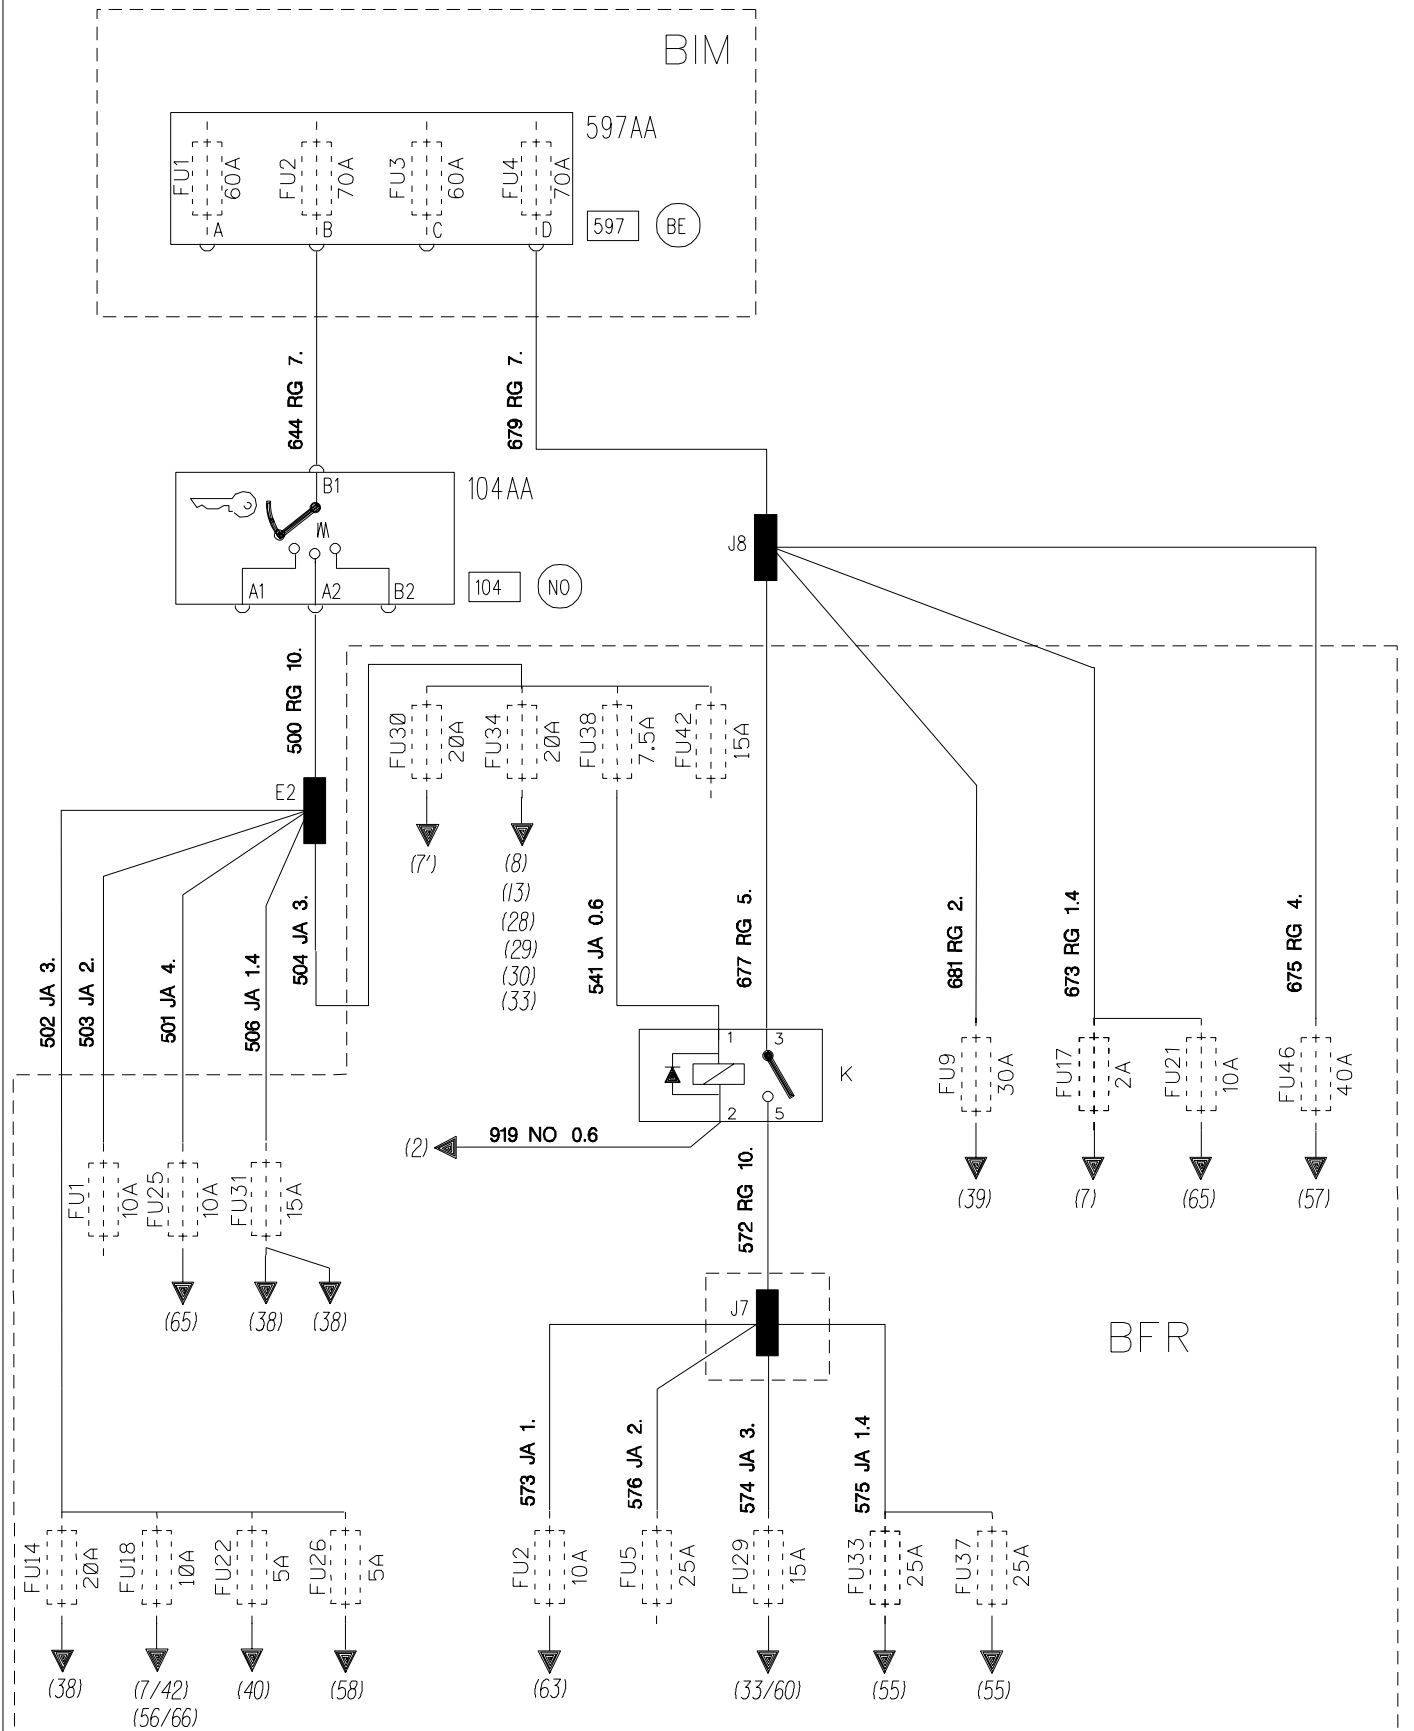 BIM
597AA
FU1
60A
FU2
70A
FU3
60A
FU4
70A
A
B
C
D
597
BE
644 RG 7.
679 RG 7.
B1
104AA
M
A1
A2
B2
104
NO
J8
500 RG 10.
E2
FU30
20A
FU34
20A
FU38
7.5A
FU42
15A
(7')
(8)
(13)
(28)
(29)
(30)
(33)
502 JA 3.
503 JA 2.
501 JA 4.
506 JA 1.4
504 JA 3.
541 JA 0.6
677 RG 5.
681 RG 2.
673 RG 1.4
675 RG 4.
1
3
K
2
5
(2)
919 NO 0.6
FU9
30A
FU17
2A
FU21
10A
FU46
40A
(39)
(7)
(65)
(57)
FU1
10A
FU25
10A
FU31
15A
(65)
(38)
(38)
572 RG 10.
J7
BFR
573 JA 1.
576 JA 2.
574 JA 3.
575 JA 1.4
FU14
20A
FU18
10A
FU22
5A
FU26
5A
FU2
10A
FU5
25A
FU29
15A
FU33
25A
FU37
25A
(38)
(7/42)
(56/66)
(40)
(58)
(63)
(33/60)
(55)
(55)